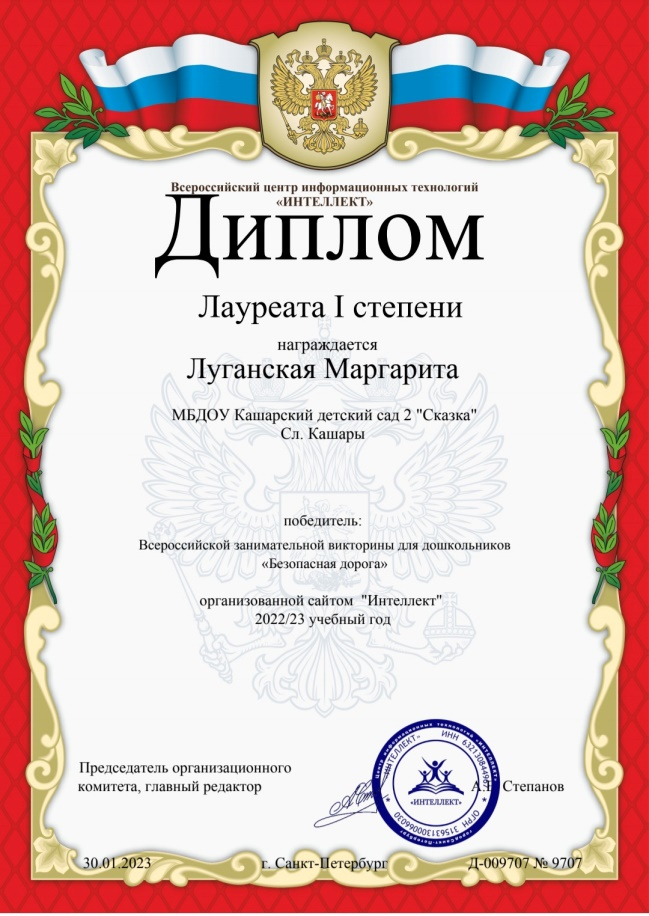 Всероссийский центр информационных технологий
«ИНТЕЛЛЕКТ»
Диплом
Лауреата I степени
награждается
Луганская Маргарита
МБДОУ Кашарский детский сад 2 "Сказка"
Сл. Кашары
победитель:
Всероссийской занимательной викторины для дошкольников
«Безопасная дорога»
организованной сайтом "Интеллект"
2022/23 учебный год
Председатель организационного
комитета, главный редактор
Степанов
«ИНТЕЛЛЕКТ»
30.01.2023 г. Санкт-Петербург Д-009707 № 9707